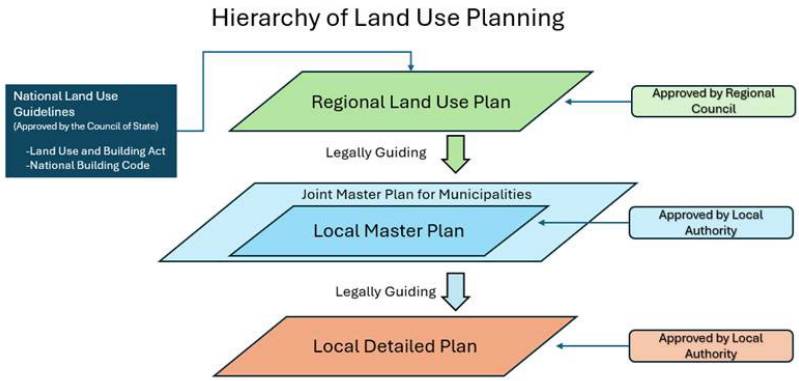 Hierarchy of Land Use Planning
National Land Use
Guidelines
(Approved by the Council of State)
-Land Use and Building Act
-National Building Code
Regional Land Use Plan
Approved by Regional
Council
Legally Guiding
Joint Master Plan for Municipalities
Local Master Plan
Approved by Local
Authority
Legally Guiding
Local Detailed Plan
Approved by Local
Authority